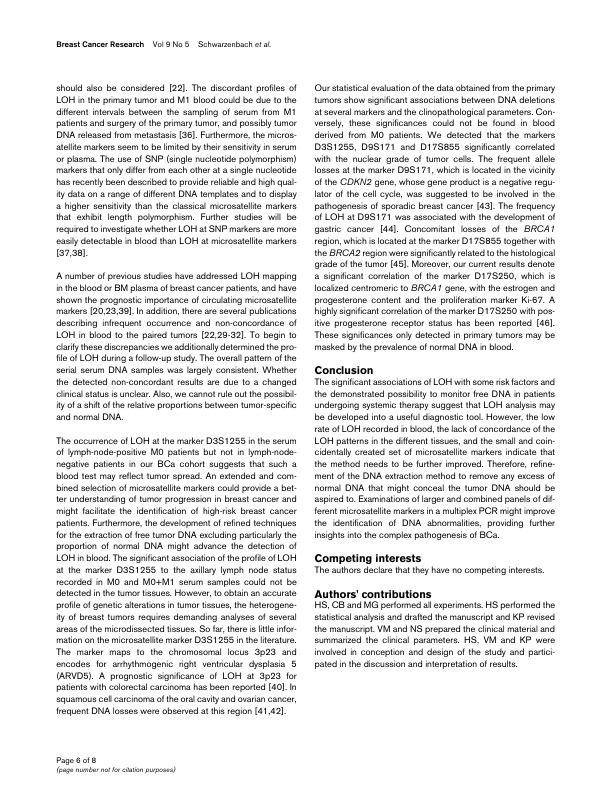 Breast Cancer Research Vol 9 No 5 Schwarzenbach et al.
should also be considered [22]. The discordant profiles of
LOH in the primary tumor and M1 blood could be due to the
different intervals between the sampling of serum from M1
patients and surgery of the primary tumor, and possibly tumor
DNA released from metastasis [36]. Furthermore, the micros-
atellite markers seem to be limited by their sensitivity in serum
or plasma. The use of SNP (single nucleotide polymorphism)
markers that only differ from each other at a single nucleotide
has recently been described to provide reliable and high qual-
ity data on a range of different DNA templates and to display
a higher sensitivity than the classical microsatellite markers
that exhibit length polymorphism. Further studies will be
required to investigate whether LOH at SNP markers are more
easily detectable in blood than LOH at microsatellite markers
[37,38].
A number of previous studies have addressed LOH mapping
in the blood or BM plasma of breast cancer patients, and have
shown the prognostic importance of circulating microsatellite
markers [20,23,39]. In addition, there are several publications
describing infrequent occurrence and non-concordance of
LOH in blood to the paired tumors [22,29-32]. To begin to
clarify these discrepancies we additionally determined the pro-
file of LOH during a follow-up study. The overall pattern of the
serial serum DNA samples was largely consistent. Whether
the detected non-concordant results are due to a changed
clinical status is unclear. Also, we cannot rule out the possibil-
ity of a shift of the relative proportions between tumor-specific
and normal DNA.
The occurrence of LOH at the marker D3S1255 in the serum
of lymph-node-positive M0 patients but not in lymph-node-
negative patients in our BCa cohort suggests that such a
blood test may reflect tumor spread. An extended and com-
bined selection of microsatellite markers could provide a bet-
ter understanding of tumor progression in breast cancer and
might facilitate the identification of high-risk breast cancer
patients. Furthermore, the development of refined techniques
for the extraction of free tumor DNA excluding particularly the
proportion of normal DNA might advance the detection of
LOH in blood. The significant association of the profile of LOH
at the marker D3S1255 to the axillary lymph node status
recorded in M0 and M0+M1 serum samples could not be
detected in the tumor tissues. However, to obtain an accurate
profile of genetic alterations in tumor tissues, the heterogene-
ity of breast tumors requires demanding analyses of several
areas of the microdissected tissues. So far, there is little infor-
mation on the microsatellite marker D3S1255 in the literature.
The marker maps to the chromosomal locus 3p23 and
encodes for arrhythmogenic right ventricular dysplasia 5
(ARVD5). A prognostic significance of LOH at 3p23 for
patients with colorectal carcinoma has been reported [40]. In
squamous cell carcinoma of the oral cavity and ovarian cancer,
frequent DNA losses were observed at this region [41,42].
Our statistical evaluation of the data obtained from the primary
tumors show significant associations between DNA deletions
at several markers and the clinopathological parameters. Con-
versely, these significances could not be found in blood
derived from M0 patients. We detected that the markers
D3S1255, D9S171 and D17S855 significantly correlated
with the nuclear grade of tumor cells. The frequent allele
losses at the marker D9S171, which is located in the vicinity
of the CDKN2 gene, whose gene product is a negative regu-
lator of the cell cycle, was suggested to be involved in the
pathogenesis of sporadic breast cancer [43]. The frequency
of LOH at D9S171 was associated with the development of
gastric cancer [44]. Concomitant losses of the BRCA1
region, which is located at the marker D17S855 together with
the BRCA2 region were significantly related to the histological
grade of the tumor [45]. Moreover, our current results denote
a significant correlation of the marker D17S250, which is
localized centromeric to BRCA1 gene, with the estrogen and
progesterone content and the proliferation marker Ki-67. A
highly significant correlation of the marker D17S250 with pos-
itive progesterone receptor status has been reported [46].
These significations only detected in primary tumors may be
masked by the prevalence of normal DNA in blood.
Conclusion
The significant associations of LOH with some risk factors and
the demonstrated possibility to monitor free DNA in patients
undergoing systemic therapy suggest that LOH analysis may
be developed into a useful diagnostic tool. However, the low
rate of LOH recorded in blood, the lack of concordance of the
LOH patterns in the different tissues, and the small and coin-
cidentally created set of microsatellite markers indicate that
the method needs to be further improved. Therefore, refine-
ment of the DNA extraction method to remove any excess of
normal DNA that might conceal the tumor DNA should be
aspired to. Examinations of larger and combined panels of dif-
ferent microsatellite markers in a multiplex PCR might improve
the identification of DNA abnormalities, providing further
insights into the complex pathogenesis of BCa.
Competing interests
The authors declare that they have no competing interests.
Authors' contributions
HS, CB and MG performed all experiments. HS performed the
statistical analysis and drafted the manuscript and KP revised
the manuscript. VM and NS prepared the clinical material and
summarized the clinical parameters. HS, VM and KP were
involved in conception and design of the study and partici-
pated in the discussion and interpretation of results.
Page 6 of 8
(page number not for citation purposes)